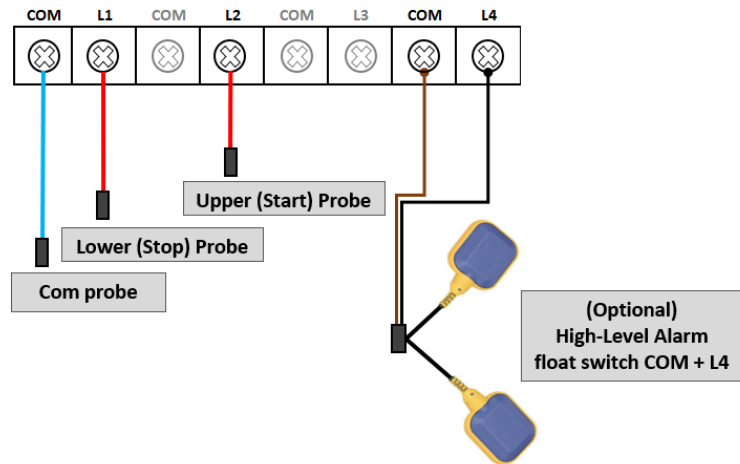 COM L1 COM L2 COM L3 COM L4
Upper (Start) Probe
Lower (Stop) Probe
Com probe
(Optional)
High-Level Alarm
float switch COM + L4